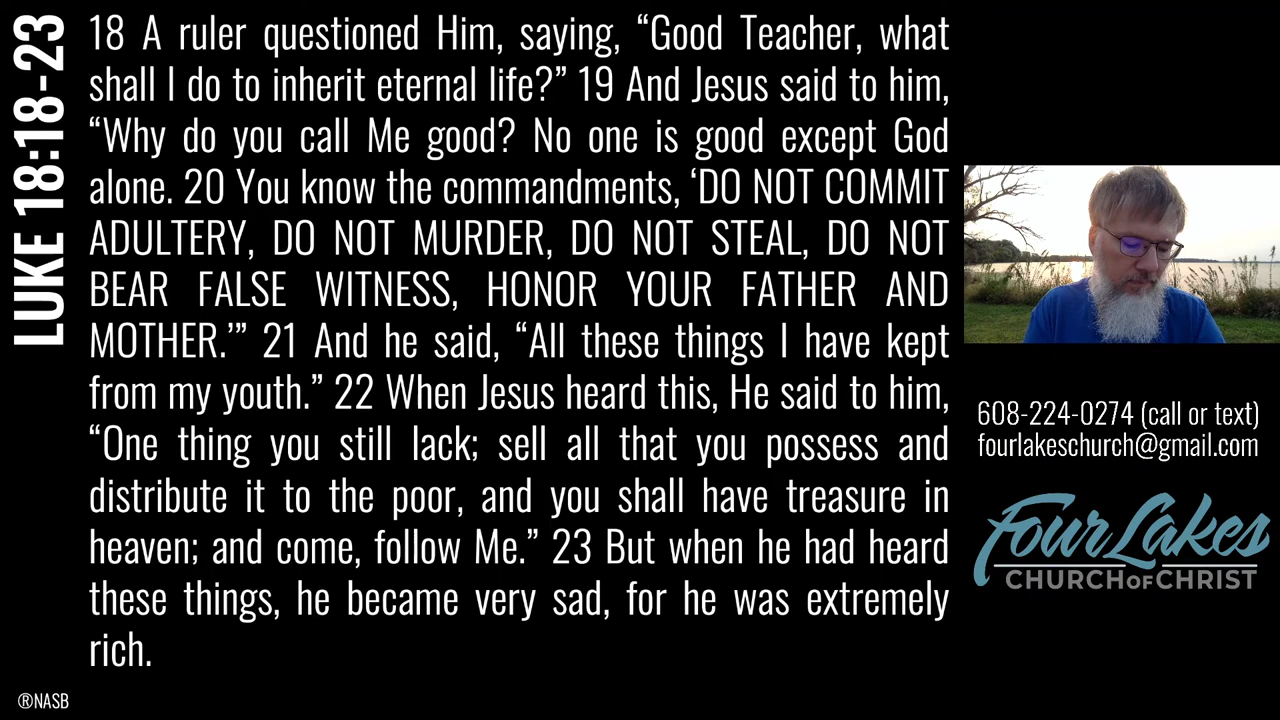 LUKE 18:18-23
18 A ruler questioned Him, saying, “Good Teacher, what
shall I do to inherit eternal life?” 19 And Jesus said to him,
“Why do you call Me good? No one is good except God
alone. 20 You know the commandments, ‘DO NOT COMMIT
ADULTERY, DO NOT MURDER, DO NOT STEAL, DO NOT
BEAR FALSE WITNESS, HONOR YOUR FATHER AND
MOTHER.’” 21 And he said, “All these things I have kept
from my youth.” 22 When Jesus heard this, He said to him,
“One thing you still lack; sell all that you possess and
distribute it to the poor, and you shall have treasure in
heaven; and come, follow Me.” 23 But when he had heard
these things, he became very sad, for he was extremely
rich.
®NASB
608-224-0274 (call or text)
fourlakeschurch@gmail.com
Four Lakes
CHURCH OF CHRIST